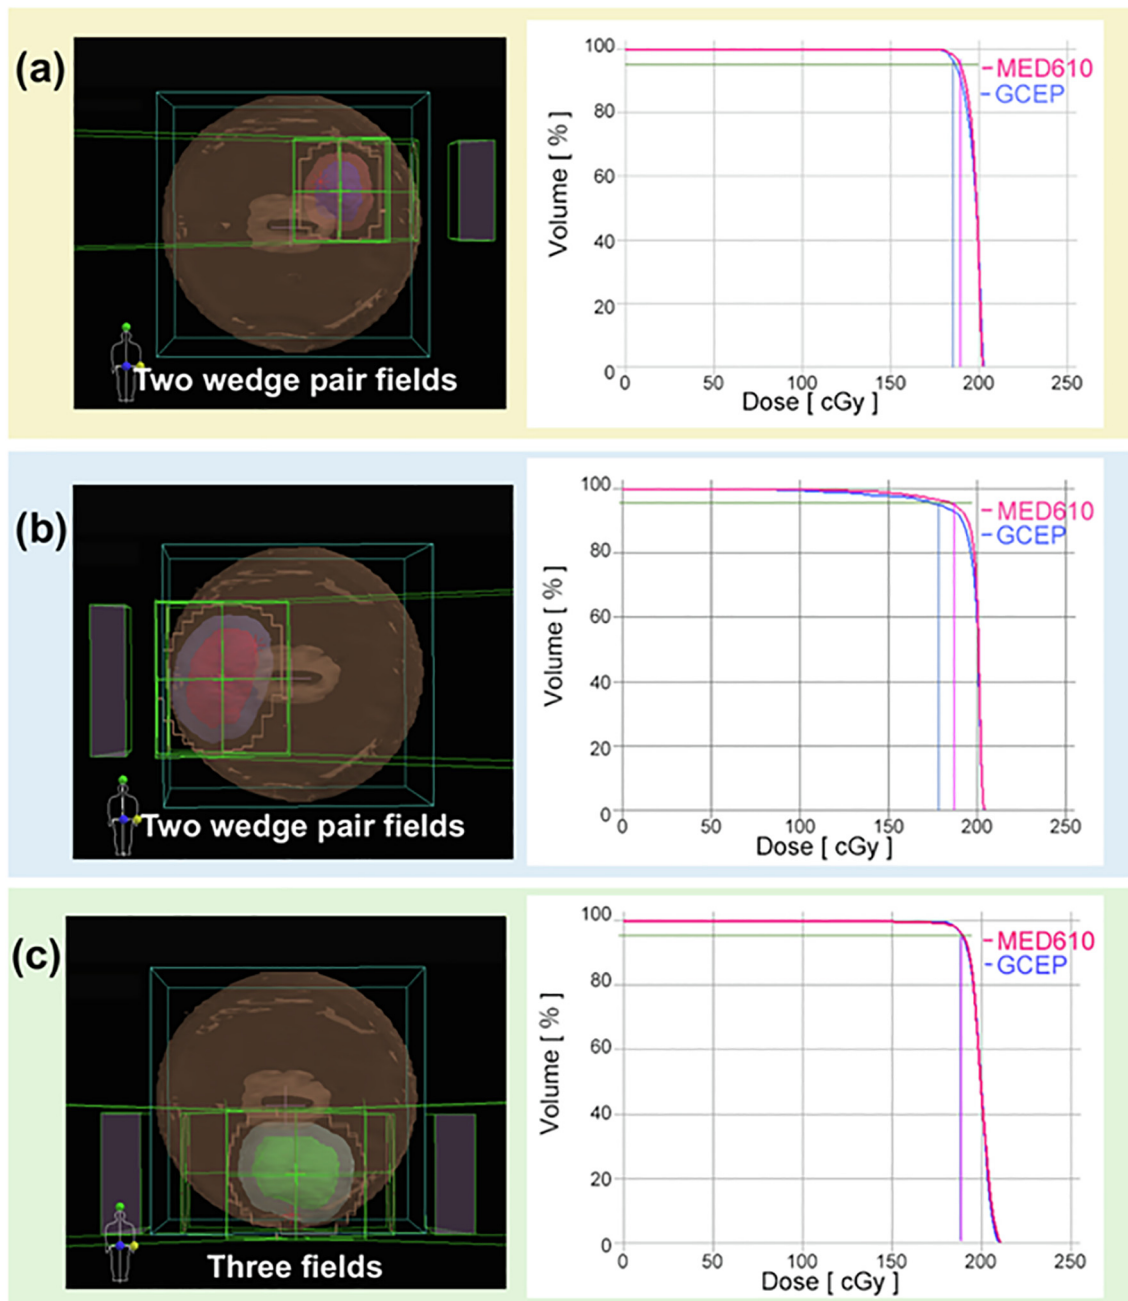 (a)
Two wedge pair fields
Volume [ % ]
100
80
60
40
20
0
MED610
GCEP
0 50 100 150 200 250
Dose [ cGy ]
(b)
Two wedge pair fields
Volume [ % ]
100
80
60
40
20
0
MED610
GCEP
0 50 100 150 200 250
Dose [ cGy ]
(c)
Three fields
Volume [ % ]
100
80
60
40
20
0
MED610
GCEP
0 50 100 150 200 250
Dose [ cGy ]